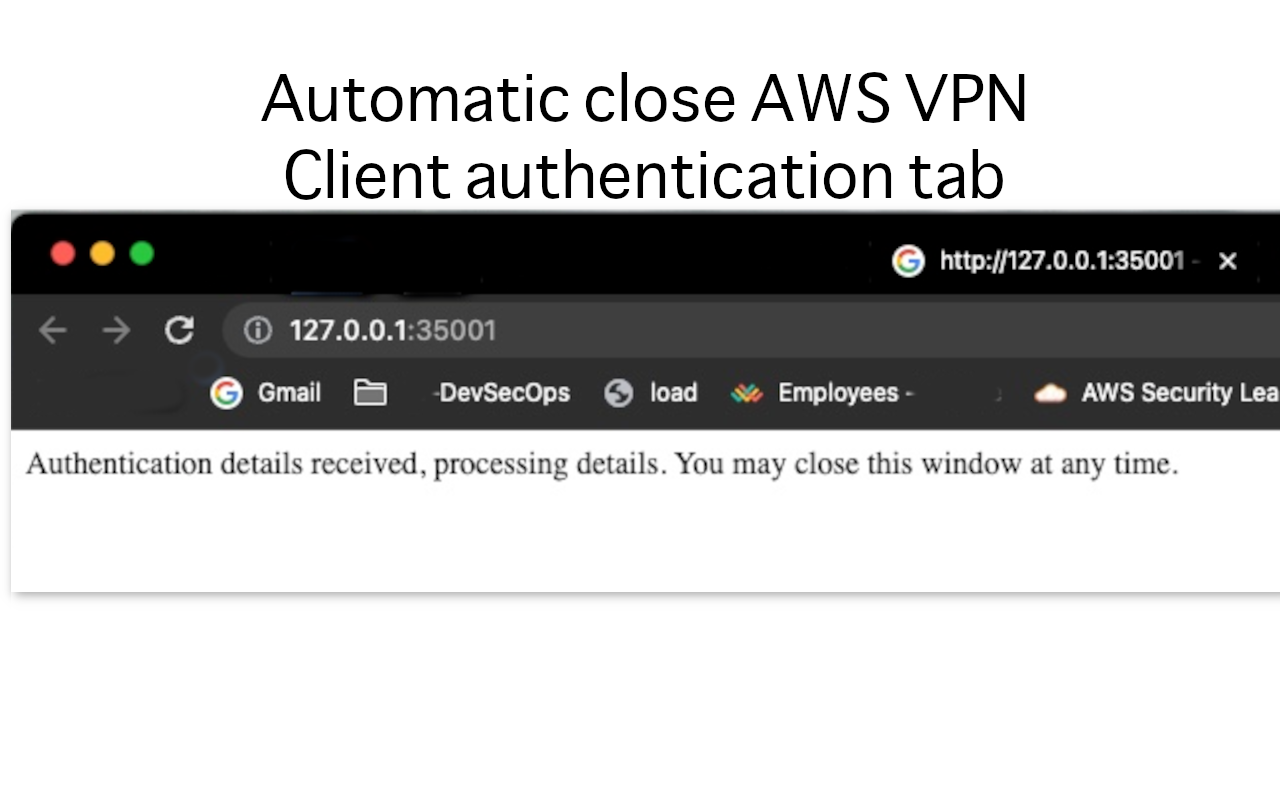 Automatic close AWS VPN
Client authentication tab
http://127.0.0.1:35001 -
127.0.0.1:35001
Gmail -DevSecOps load Employees - AWS Security Lea
Authentication details received, processing details. You may close this window at any time.